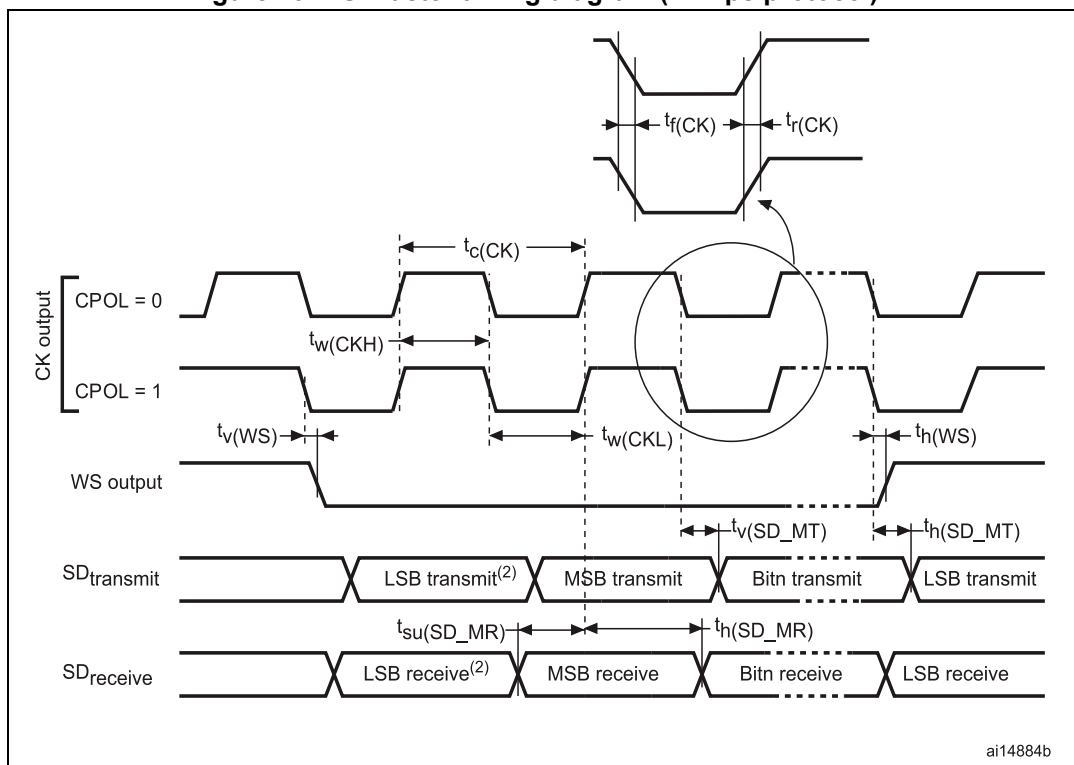 tf(CK)
tr(CK)
tc(CK)
CK output
CPOL = 0
tw(CKH)
CPOL = 1
tv(WS)
tw(CKL)
th(WS)
WS output
tv(SD_MT)
th(SD_MT)
SDtransmit
LSB transmit(2)
MSB transmit
Bitn transmit
LSB transmit
tsu(SD_MR)
th(SD_MR)
SDreceive
LSB receive(2)
MSB receive
Bitn receive
LSB receive
ai14884b